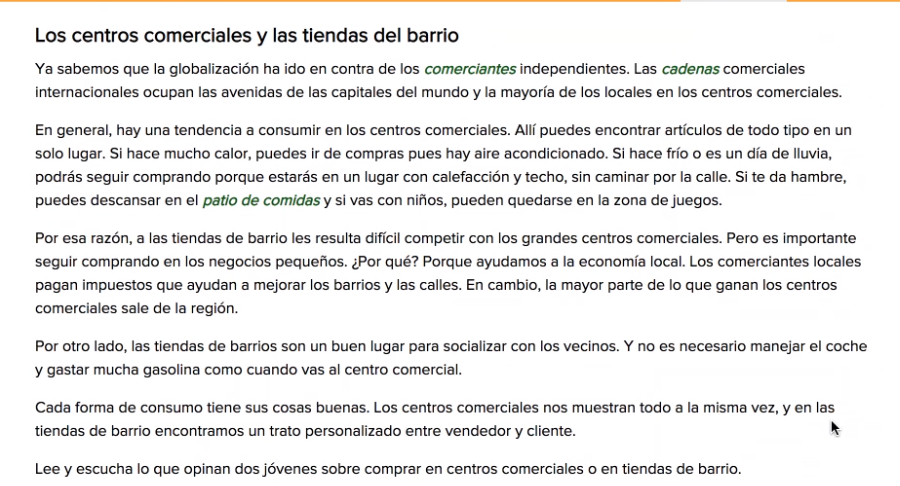 Los centros comerciales y las tiendas del barrio
Ya sabemos que la globalización ha ido en contra de los comerciantes independientes. Las cadenas comerciales
internacionales ocupan las avenidas de las capitales del mundo y la mayoría de los locales en los centros comerciales.
En general, hay una tendencia a consumir en los centros comerciales. Allí puedes encontrar artículos de todo tipo en un
solo lugar. Si hace mucho calor, puedes ir de compras pues hay aire acondicionado. Si hace frío o es un día de lluvia,
podrás seguir comprando porque estarás en un lugar con calefacción y techo, sin caminar por la calle. Si te da hambre,
puedes descansar en el patio de comidas y si vas con niños, pueden quedarse en la zona de juegos.
Por esa razón, a las tiendas de barrio les resulta difícil competir con los grandes centros comerciales. Pero es importante
seguir comprando en los negocios pequeños. ¿Por qué? Porque ayudamos a la economía local. Los comerciantes locales
pagan impuestos que ayudan a mejorar los barrios y las calles. En cambio, la mayor parte de lo que ganan los centros
comerciales sale de la región.
Por otro lado, las tiendas de barrios son un buen lugar para socializar con los vecinos. Y no es necesario manejar el coche
y gastar mucha gasolina como cuando vas al centro comercial.
Cada forma de consumo tiene sus cosas buenas. Los centros comerciales nos muestran todo a la misma vez, y en las
tiendas de barrio encontramos un trato personalizado entre vendedor y cliente.
Lee y escucha lo que opinan dos jóvenes sobre comprar en centros comerciales o en tiendas de barrio.